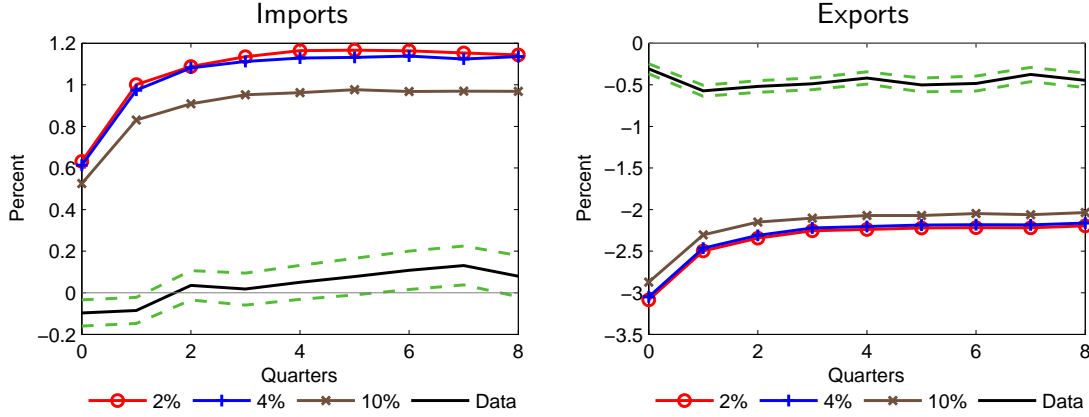 Imports
Percent
1.2
1
0.8
0.6
0.4
0.2
0
−0.2
0 2 4 6 8
Quarters
2% 4% 10% Data
Exports
Percent
0
−0.5
−1
−1.5
−2
−2.5
−3
−3.5
0 2 4 6 8
Quarters
2% 4% 10% Data